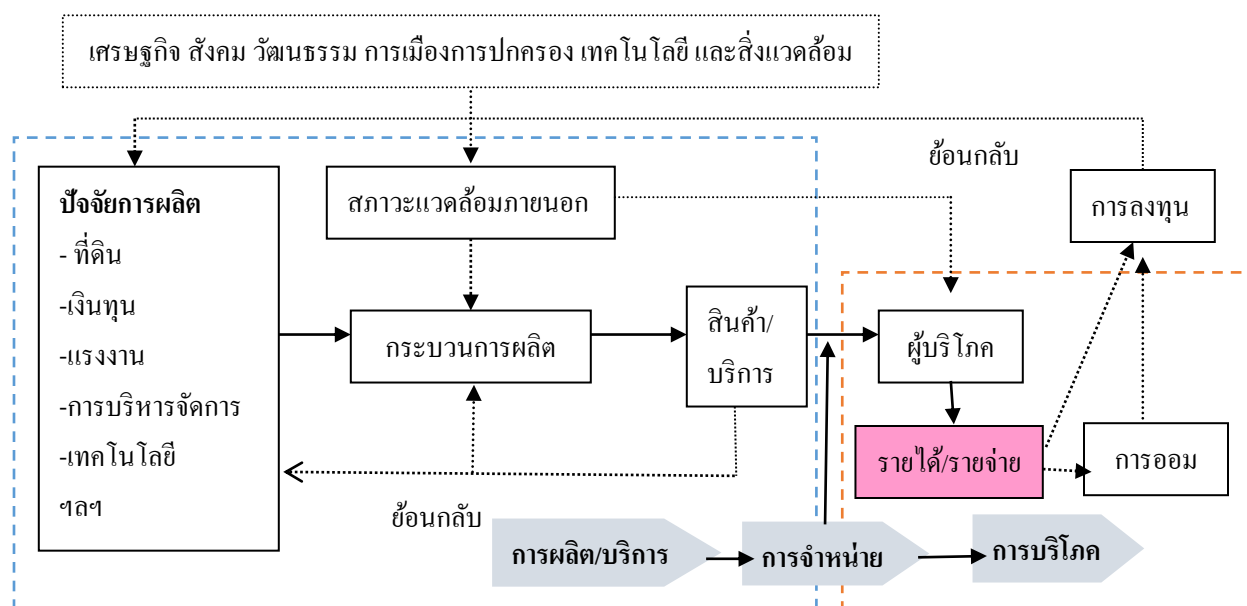 เศรษฐกิจ สังคม วัฒนธรรม การเมืองการปกครอง เทคโนโลยี และสิ่งแวดล้อม
ย้อนกลับ
ปัจจัยการผลิต
- ที่ดิน
-เงินทุน
-แรงงาน
-การบริหารจัดการ
-เทคโนโลยี
ฯลฯ
สภาวะแวดล้อมภายนอก
การลงทุน
กระบวนการผลิต
สินค้า/
บริการ
ผู้บริโภค
รายได้/รายจ่าย
การออม
ย้อนกลับ
การผลิต/บริการ
การจำหน่าย
การบริโภค